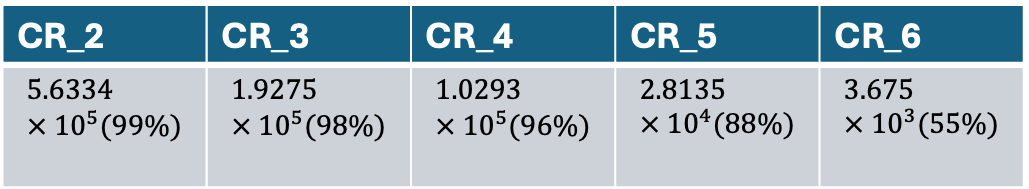 CR_2 CR_3 CR_4 CR_5 CR_6
5.6334 1.9275 1.0293 2.8135 3.675
× 10⁵(99%) × 10⁵(98%) × 10⁵(96%) × 10⁴(88%) × 10³(55%)